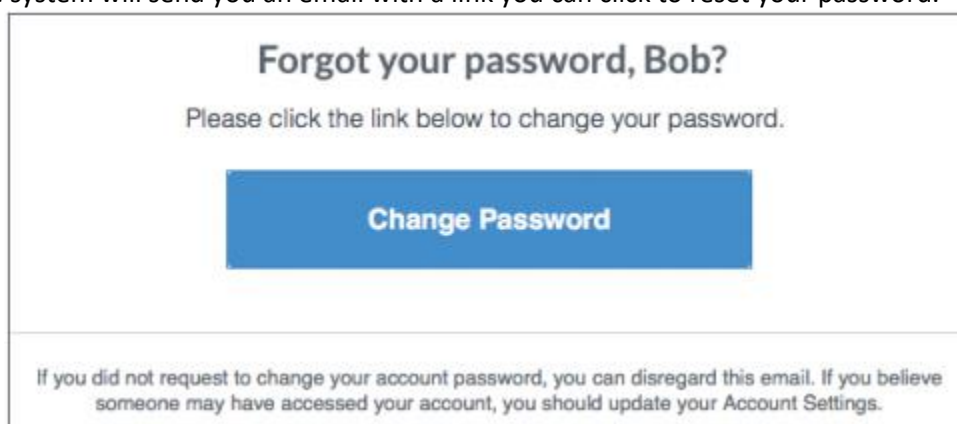 system will send you an email with a link you can click to reset your password.
Forgot your password, Bob?
Please click the link below to change your password.
Change Password
If you did not request to change your account password, you can disregard this email. If you believe
someone may have accessed your account, you should update your Account Settings.